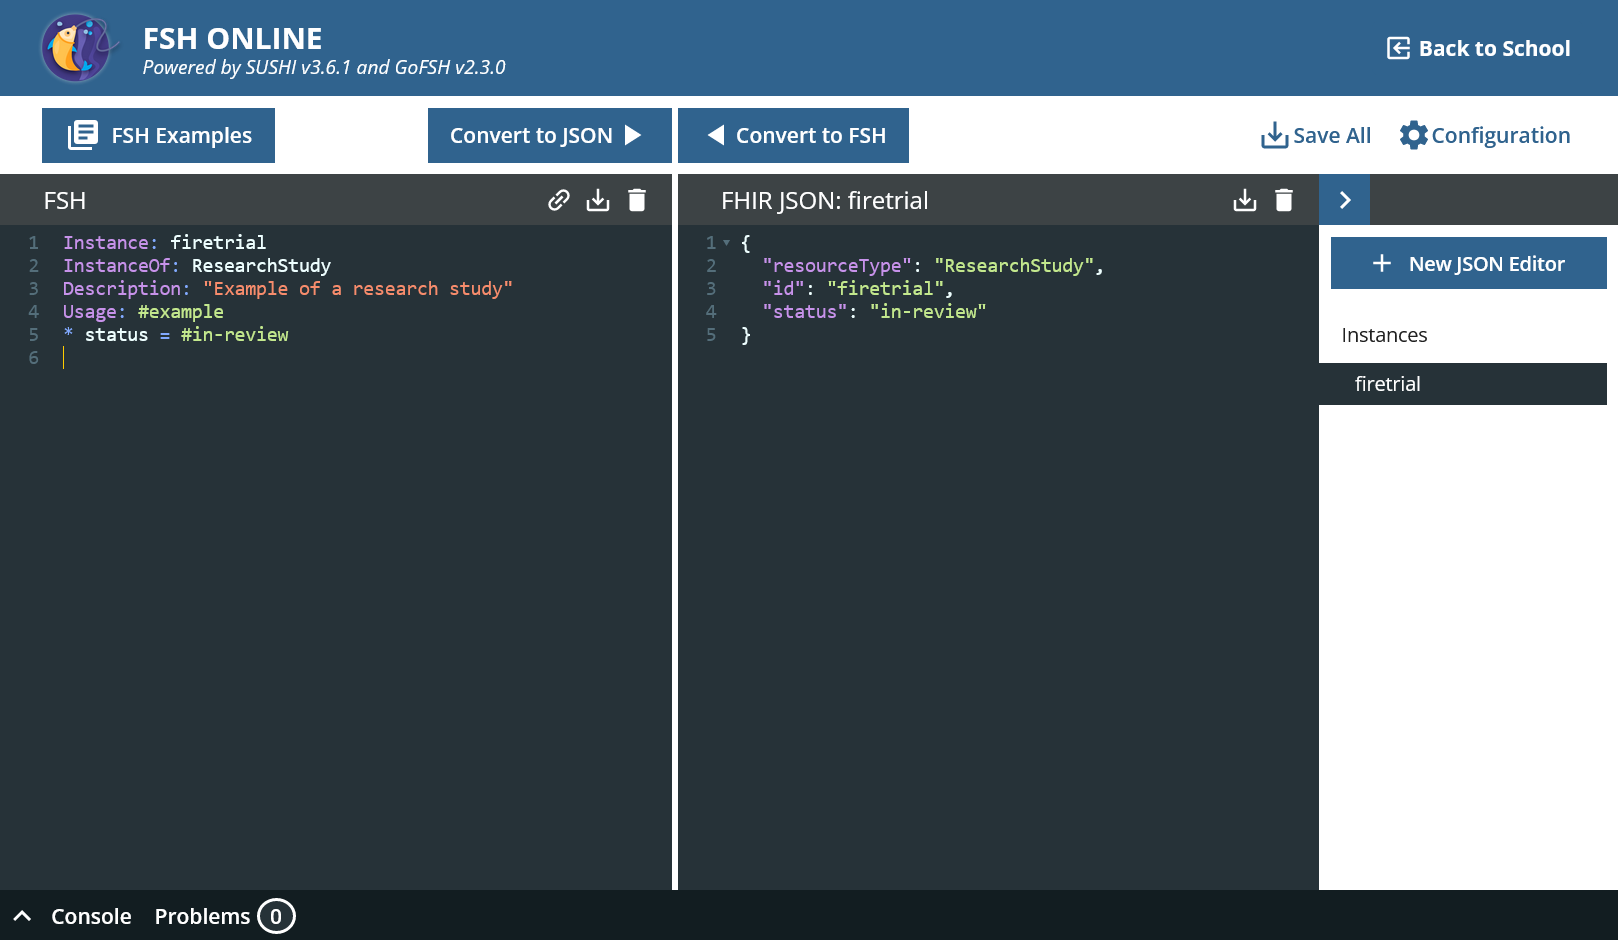 FSH ONLINE
Powered by SUSHI v3.6.1 and GoFSH v2.3.0
Back to School
FSH Examples
Convert to JSON
Convert to FSH
Save All
Configuration
FSH
1 Instance: firetrial
2 InstanceOf: ResearchStudy
3 Description: "Example of a research study"
4 Usage: #example
5 * status = #in-review
6
FHIR JSON: firetrial
1 {
2 "resourceType": "ResearchStudy",
3 "id": "firetrial",
4 "status": "in-review"
5 }
New JSON Editor
Instances
firetrial
Console Problems 0